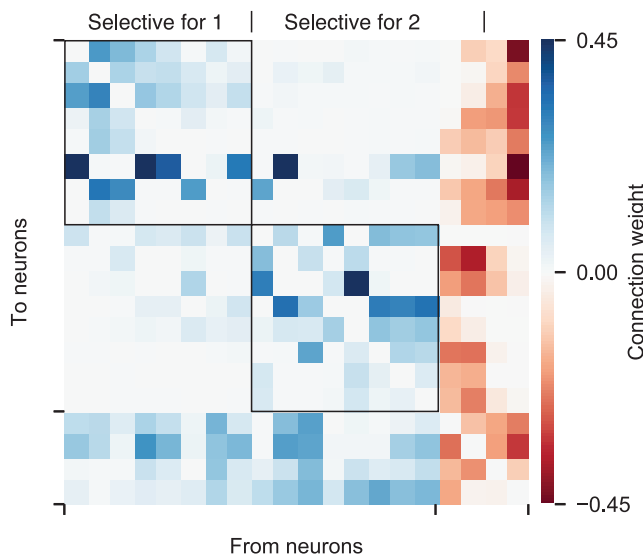 Selective for 1 | Selective for 2 |
0.45
0.00
-0.45
Connection weight
To neurons
From neurons